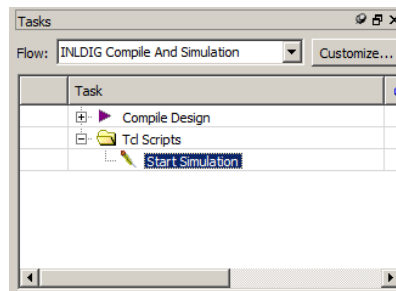 Tasks
Flow: INLDIG Compile And Simulation Customize...
Task
Compile Design
Tcl Scripts
Start Simulation